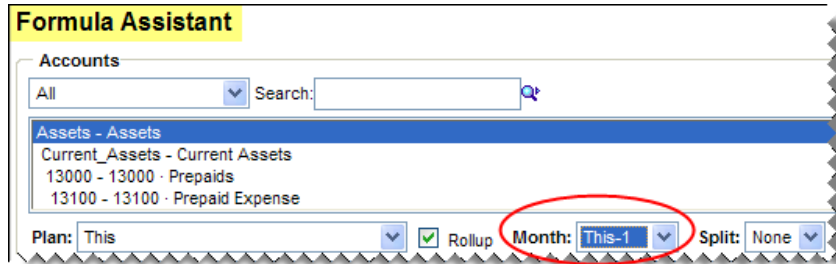 Formula Assistant
Accounts
All Search:
Assets - Assets
Current_Assets - Current Assets
13000 - 13000 · Prepaids
13100 - 13100 · Prepaid Expense
Plan: This Rollup Month: This-1 Split: None